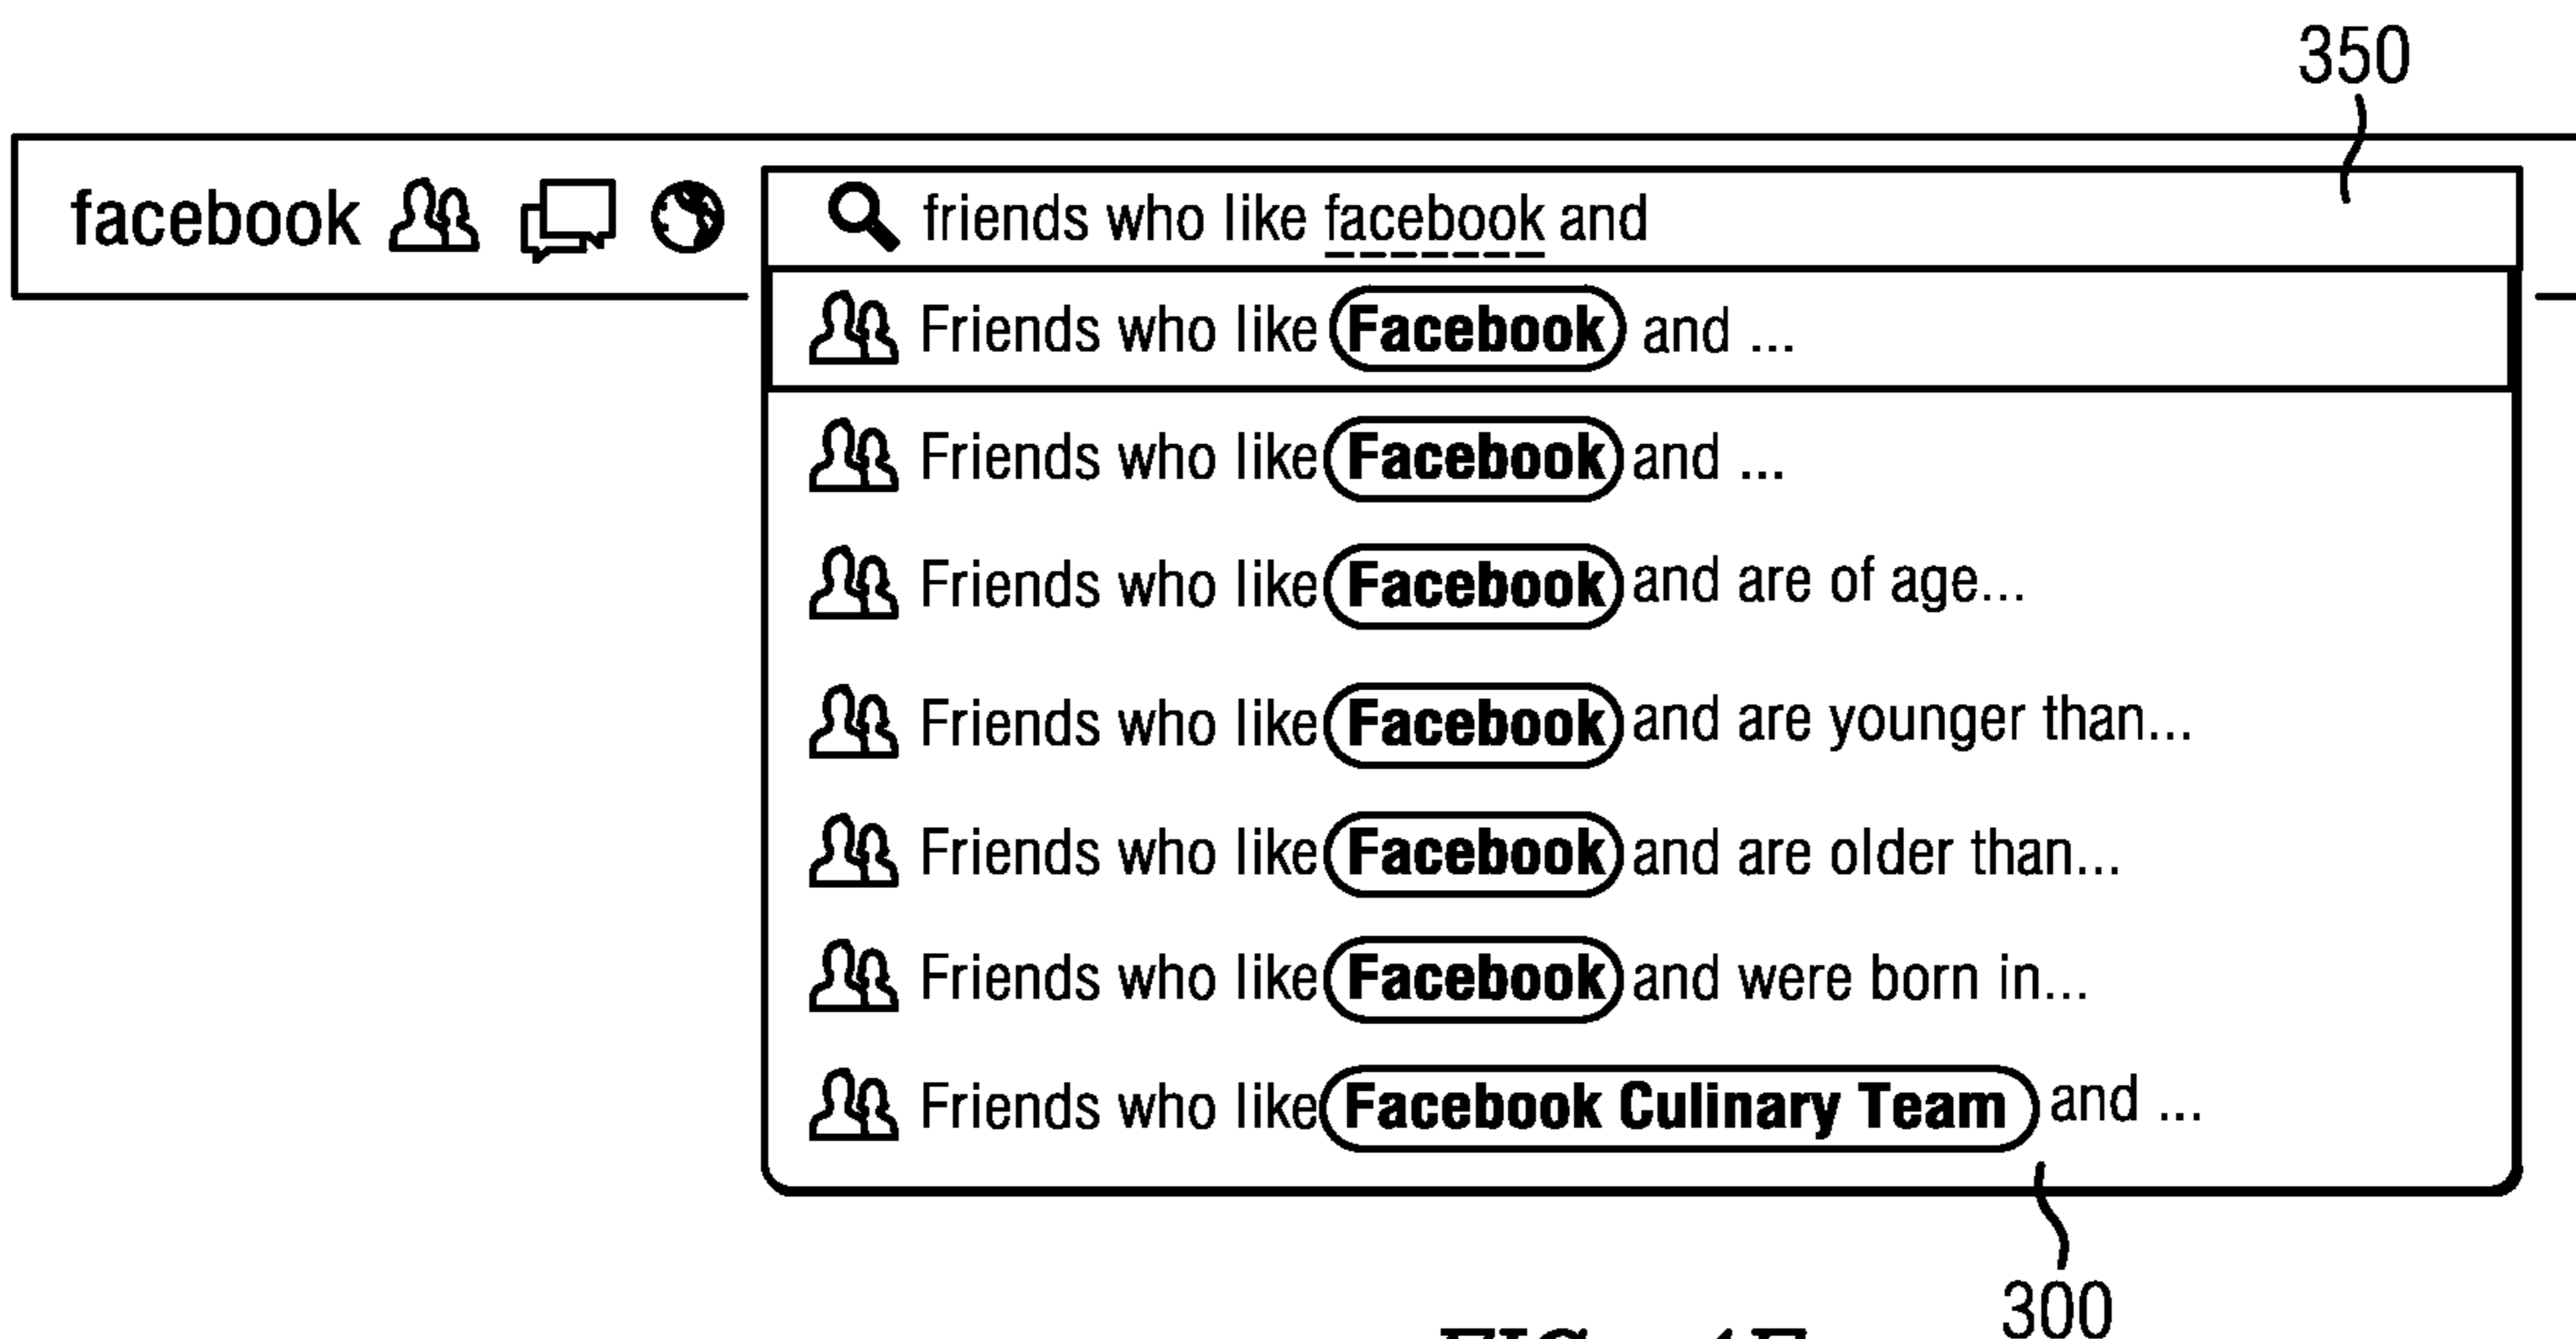 350
facebook friends who like facebook and
Friends who like Facebook and ...
Friends who like Facebook and ...
Friends who like Facebook and are of age...
Friends who like Facebook and are younger than...
Friends who like Facebook and are older than...
Friends who like Facebook and were born in...
Friends who like Facebook Culinary Team and ...
300